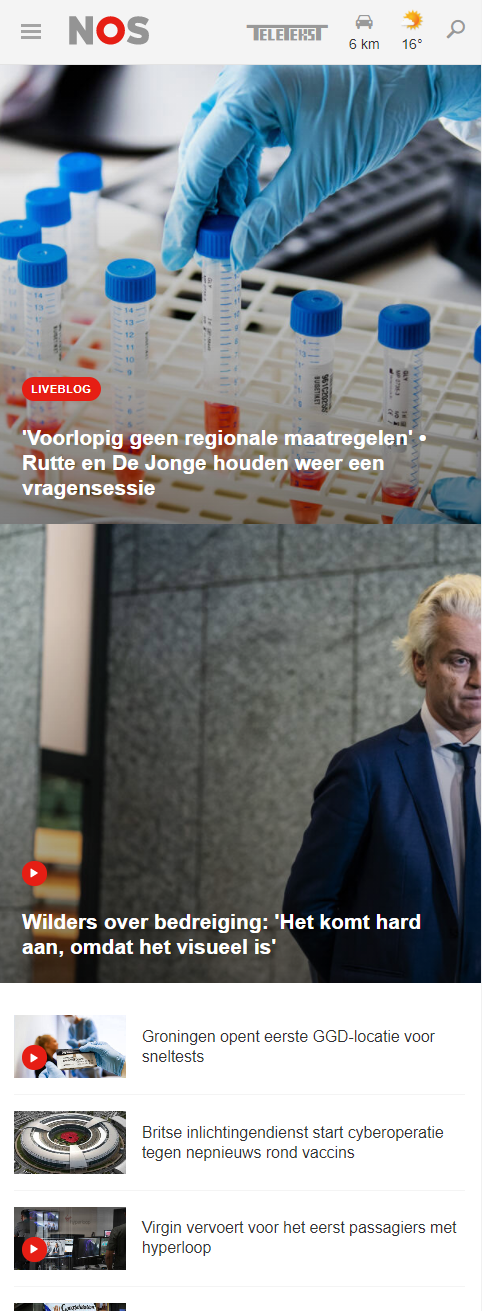 NOS
TELETEKST
6 km
16°
LIVEBLOG
'Voorlopig geen regionale maatregelen' •
Rutte en De Jonge houden weer een
vragensessie
Wilders over bedreiging: 'Het komt hard
aan, omdat het visueel is'
Groningen opent eerste GGD-locatie voor
sneltests
Britse inlichtingendienst start cyberoperatie
tegen nepnieuws rond vaccins
Virgin vervoert voor het eerst passagiers met
hyperloop